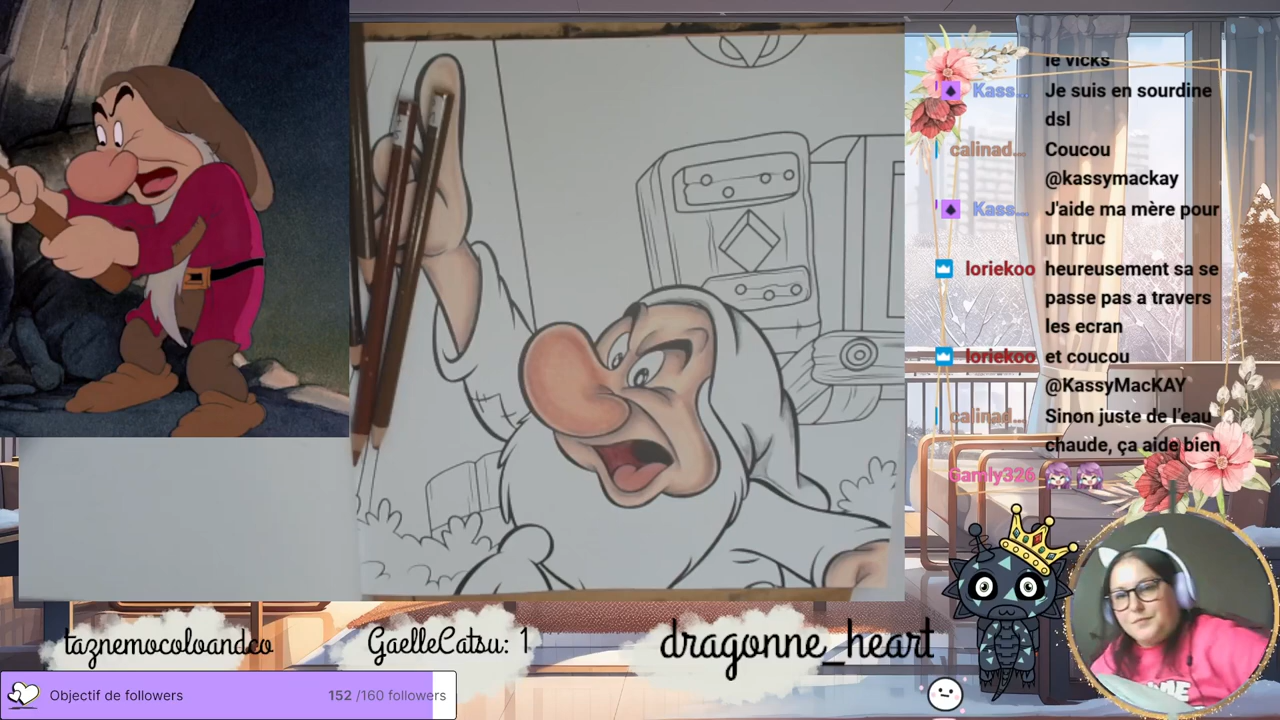 le vicks
Kass... Je suis en sourdine
dsl
calinad... Coucou
@kassymackay
Kass... J'aide ma mère pour
un truc
loriekoo heureusement sa se
passe pas a travers
les ecran
loriekoo et coucou
@KassyMacKAY
calinad... Sinon juste de l'eau
chaude, ça aide bien
Gamly326
taznemocoloandco
GaelleCatsu: 1
dragonne_heart
Objectif de followers 152 /160 followers